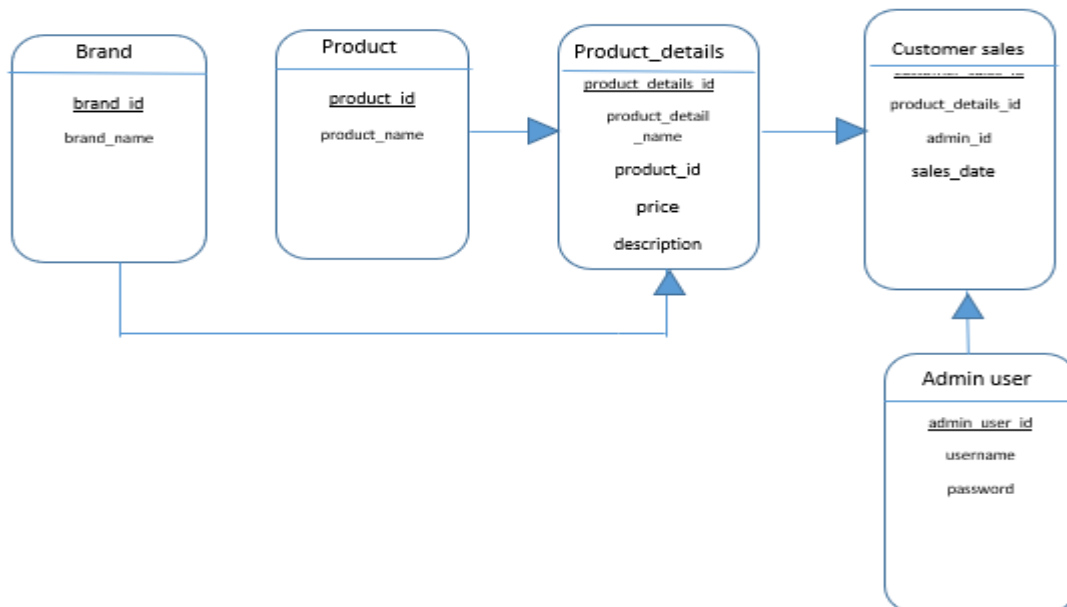 Brand
brand_id
brand_name
Product
product_id
product_name
Product_details
product_details_id
product_detail
_name
product_id
price
description
Customer sales
product_details_id
admin_id
sales_date
Admin user
admin_user_id
username
password